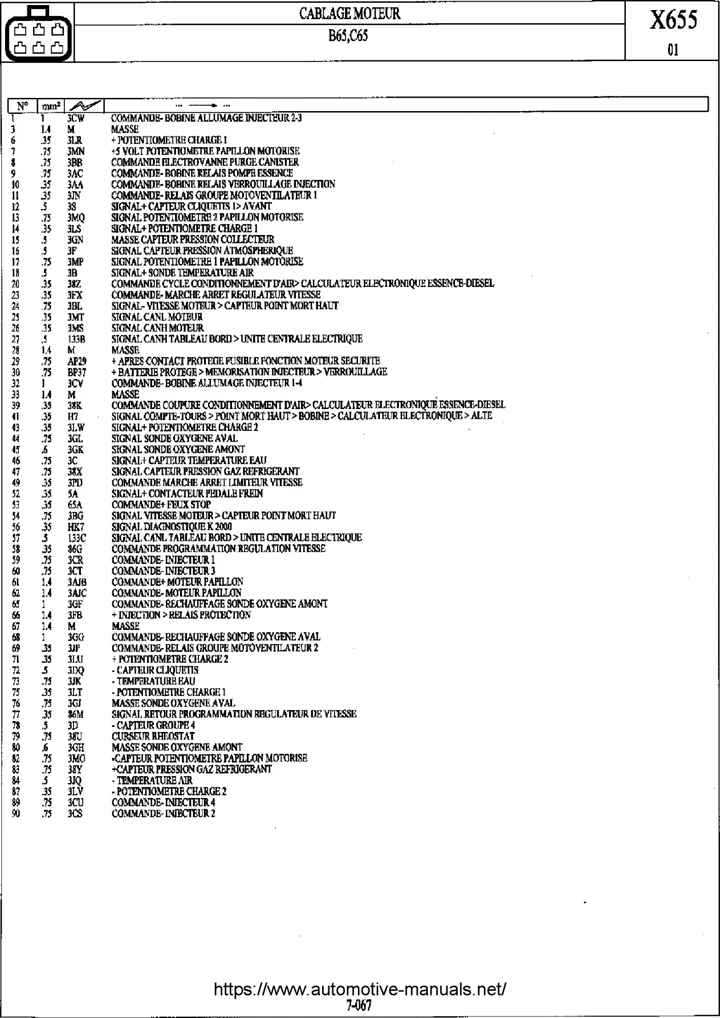 CABLAGE MOTEUR
B65,C65
X655
01
N° mm² ... ...
1 1 3CW COMMANDE- BOBINE ALLUMAGE INJECTEUR 2-3
3 1.4 M MASSE
6 .35 3LR + POTENTIOMETRE CHARGE 1
7 .75 3MN +5 VOLT POTENTIOMETRE PAPILLON MOTORISE
8 .75 3BB COMMANDE ELECTROVANNE PURGE CANISTER
9 .75 3AC COMMANDE- BOBINE RELAIS POMPE ESSENCE
10 .35 3AA COMMANDE- BOBINE RELAIS VERROUILLAGE INJECTION
11 .35 3JN COMMANDE- RELAIS GROUPE MOTOVENTILATEUR 1
12 .5 3S SIGNAL+ CAPTEUR CLIQUETIS 1> AVANT
13 .75 3MQ SIGNAL POTENTIOMETRE 2 PAPILLON MOTORISE
14 .35 3LS SIGNAL+ POTENTIOMETRE CHARGE 1
15 .5 3GN MASSE CAPTEUR PRESSION COLLECTEUR
16 .5 3F SIGNAL CAPTEUR PRESSION ATMOSPHERIQUE
17 .75 3MP SIGNAL POTENTIOMETRE 1 PAPILLON MOTORISE
18 .5 3B SIGNAL+ SONDE TEMPERATURE AIR
20 .35 38Z COMMANDE CYCLE CONDITIONNEMENT D'AIR> CALCULATEUR ELECTRONIQUE ESSENCE-DIESEL
23 .35 3FX COMMANDE- MARCHE ARRET REGULATEUR VITESSE
24 .75 3BL SIGNAL- VITESSE MOTEUR > CAPTEUR POINT MORT HAUT
25 .35 3MT SIGNAL CANL MOTEUR
26 .35 3MS SIGNAL CANH MOTEUR
27 .5 133B SIGNAL CANH TABLEAU BORD > UNITE CENTRALE ELECTRIQUE
28 1.4 M MASSE
29 .75 AP29 + APRES CONTACT PROTEGE FUSIBLE FONCTION MOTEUR SECURITE
30 .75 BP37 + BATTERIE PROTEGE > MEMORISATION INJECTEUR > VERROUILLAGE
32 1 3CV COMMANDE- BOBINE ALLUMAGE INJECTEUR 1-4
33 1.4 M MASSE
39 .35 38K COMMANDE COUPURE CONDITIONNEMENT D'AIR> CALCULATEUR ELECTRONIQUE ESSENCE-DIESEL
41 .35 H7 SIGNAL COMPTE-TOURS > POINT MORT HAUT > BOBINE > CALCULATEUR ELECTRONIQUE > ALTE
43 .35 3LW SIGNAL+ POTENTIOMETRE CHARGE 2
44 .75 3GL SIGNAL SONDE OXYGENE AVAL
45 .6 3GK SIGNAL SONDE OXYGENE AMONT
46 .75 3C SIGNAL+ CAPTEUR TEMPERATURE EAU
47 .75 38X SIGNAL CAPTEUR PRESSION GAZ REFRIGERANT
49 .35 3PD COMMANDE MARCHE ARRET LIMITEUR VITESSE
52 .35 5A SIGNAL+ CONTACTEUR PEDALE FREIN
53 .35 65A COMMANDE+ FEUX STOP
54 .75 3BG SIGNAL VITESSE MOTEUR > CAPTEUR POINT MORT HAUT
56 .35 HK7 SIGNAL DIAGNOSTIQUE K 2000
57 .5 133C SIGNAL CANL TABLEAU BORD > UNITE CENTRALE ELECTRIQUE
58 .35 86G COMMANDE PROGRAMMATION REGULATION VITESSE
59 .75 3CR COMMANDE- INJECTEUR 1
60 .75 3CT COMMANDE- INJECTEUR 3
61 1.4 3AJB COMMANDE+ MOTEUR PAPILLON
62 1.4 3AJC COMMANDE- MOTEUR PAPILLON
65 1 3GF COMMANDE- RECHAUFFAGE SONDE OXYGENE AMONT
66 1.4 3FB + INJECTION > RELAIS PROTECTION
67 1.4 M MASSE
68 1 3GG COMMANDE- RECHAUFFAGE SONDE OXYGENE AVAL
69 .35 3JP COMMANDE- RELAIS GROUPE MOTOVENTILATEUR 2
71 .35 3LU + POTENTIOMETRE CHARGE 2
72 .5 3DQ - CAPTEUR CLIQUETIS
73 .75 3JK - TEMPERATURE EAU
75 .35 3LT - POTENTIOMETRE CHARGE 1
76 .75 3GJ MASSE SONDE OXYGENE AVAL
77 .35 86M SIGNAL RETOUR PROGRAMMATION REGULATEUR DE VITESSE
78 .5 3D - CAPTEUR GROUPE 4
79 .75 38U CURSEUR RHEOSTAT
80 .6 3GH MASSE SONDE OXYGENE AMONT
82 .75 3MO -CAPTEUR POTENTIOMETRE PAPILLON MOTORISE
83 .75 38Y +CAPTEUR PRESSION GAZ REFRIGERANT
84 .5 3JQ - TEMPERATURE AIR
87 .35 3LV - POTENTIOMETRE CHARGE 2
89 .75 3CU COMMANDE- INJECTEUR 4
90 .75 3CS COMMANDE- INJECTEUR 2
https://www.automotive-manuals.net/
7-067